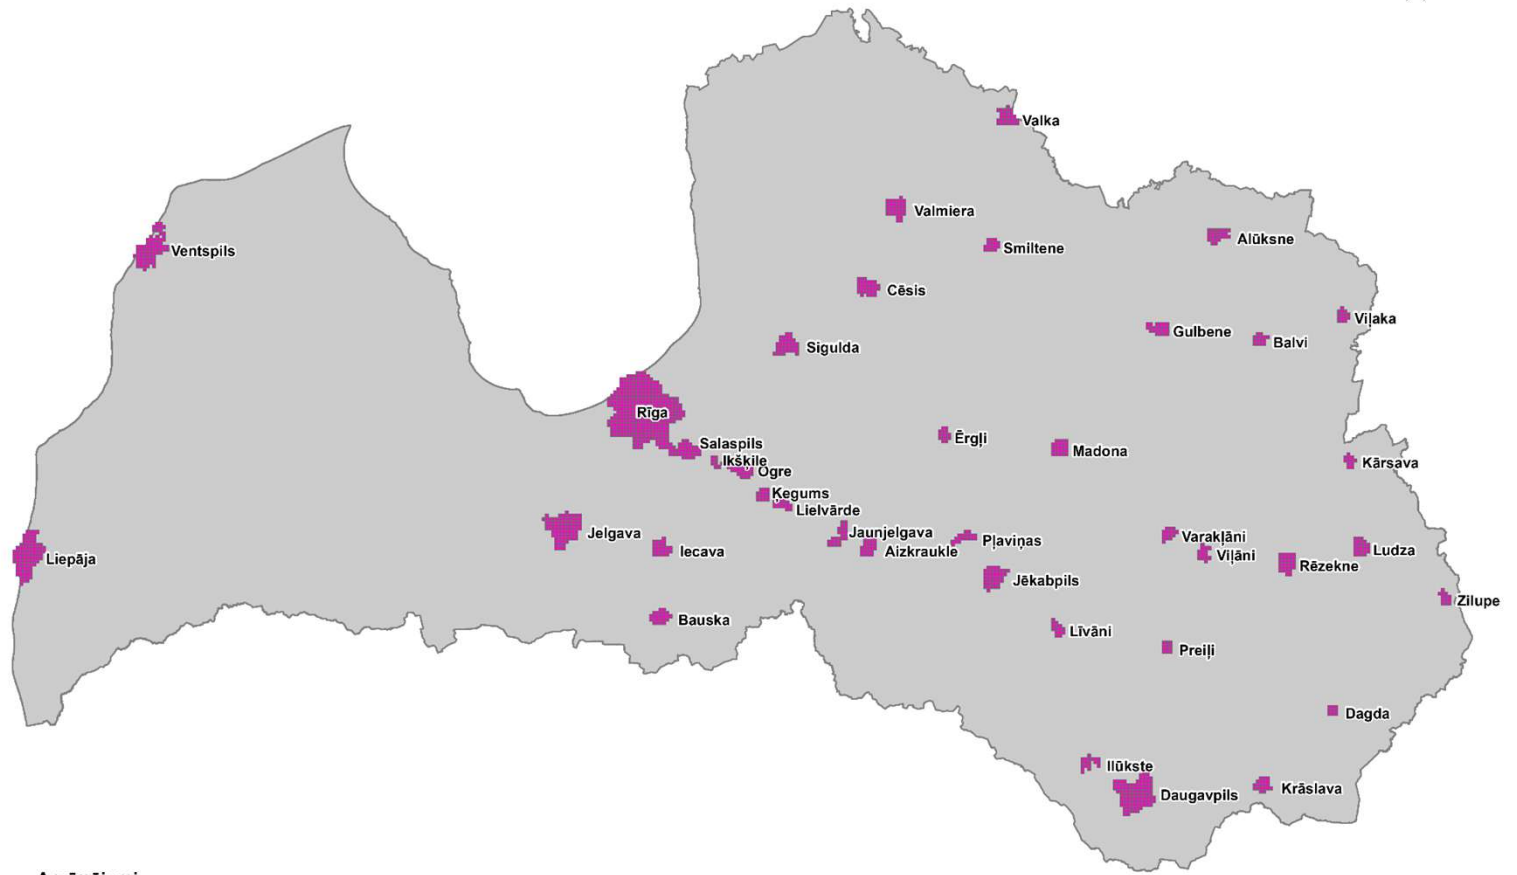 Valka
Valmiera
Alūksne
Smiltene
Ventspils
Cēsis
Viļaka
Gulbene
Balvi
Sigulda
Rīga
Ērgļi
Salaspils
Madona
Ikšķile
Kārsava
Ogre
Ķegums
Lielvārde
Jaunjelgava
Jelgava
Varakļāni
Pļaviņas
Iecava
Aizkraukle
Ludza
Viļāni
Liepāja
Rēzekne
Jēkabpils
Zilupe
Bauska
Līvāni
Preiļi
Dagda
Ilūkste
Krāslava
Daugavpils